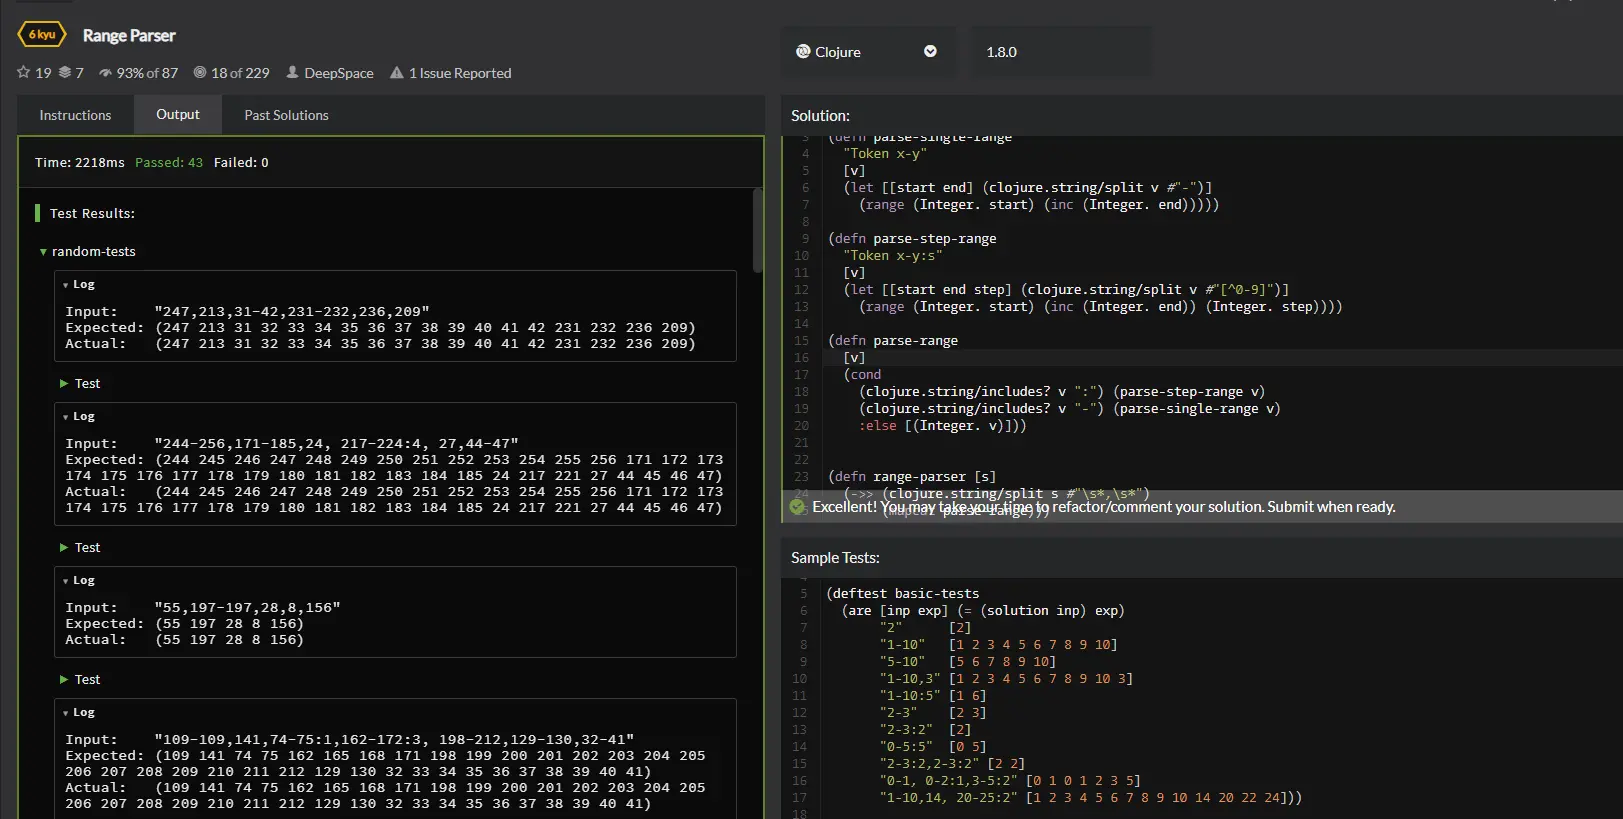 6 kyu Range Parser
19 7 93% of 87 18 of 229 DeepSpace 1 Issue Reported
Instructions Output Past Solutions
Time: 2218ms Passed: 43 Failed: 0
Test Results:
▼ random-tests
▾ Log
Input:    "247,213,31-42,231-232,236,209"
Expected: (247 213 31 32 33 34 35 36 37 38 39 40 41 42 231 232 236 209)
Actual:   (247 213 31 32 33 34 35 36 37 38 39 40 41 42 231 232 236 209)
▶ Test
▾ Log
Input:    "244-256,171-185,24, 217-224:4, 27,44-47"
Expected: (244 245 246 247 248 249 250 251 252 253 254 255 256 171 172 173
174 175 176 177 178 179 180 181 182 183 184 185 24 217 221 27 44 45 46 47)
Actual:   (244 245 246 247 248 249 250 251 252 253 254 255 256 171 172 173
174 175 176 177 178 179 180 181 182 183 184 185 24 217 221 27 44 45 46 47)
▶ Test
▾ Log
Input:    "55,197-197,28,8,156"
Expected: (55 197 28 8 156)
Actual:   (55 197 28 8 156)
▶ Test
▾ Log
Input:    "109-109,141,74-75:1,162-172:3, 198-212,129-130,32-41"
Expected: (109 141 74 75 162 165 168 171 198 199 200 201 202 203 204 205
206 207 208 209 210 211 212 129 130 32 33 34 35 36 37 38 39 40 41)
Actual:   (109 141 74 75 162 165 168 171 198 199 200 201 202 203 204 205
206 207 208 209 210 211 212 129 130 32 33 34 35 36 37 38 39 40 41)
Clojure 1.8.0
Solution:
3 (defn parse-single-range
4   "Token x-y"
5   [v]
6   (let [[start end] (clojure.string/split v #"-")]
7     (range (Integer. start) (inc (Integer. end)))))
8
9 (defn parse-step-range
10   "Token x-y:s"
11   [v]
12   (let [[start end step] (clojure.string/split v #"[^0-9]")]
13     (range (Integer. start) (inc (Integer. end)) (Integer. step))))
14
15 (defn parse-range
16   [v]
17   (cond
18     (clojure.string/includes? v ":") (parse-step-range v)
19     (clojure.string/includes? v "-") (parse-single-range v)
20     :else [(Integer. v)]))
21
22
23 (defn range-parser [s]
24   (->> (clojure.string/split s #"\s*,\s*")
25        (mapcat parse-range)))
Excellent! You may take your time to refactor/comment your solution. Submit when ready.
Sample Tests:
4
5 (deftest basic-tests
6   (are [inp exp] (= (solution inp) exp)
7        "2"      [2]
8        "1-10"   [1 2 3 4 5 6 7 8 9 10]
9        "5-10"   [5 6 7 8 9 10]
10        "1-10,3" [1 2 3 4 5 6 7 8 9 10 3]
11        "1-10:5" [1 6]
12        "2-3"    [2 3]
13        "2-3:2"  [2]
14        "0-5:5"  [0 5]
15        "2-3:2,2-3:2" [2 2]
16        "0-1, 0-2:1,3-5:2" [0 1 0 1 2 3 5]
17        "1-10,14, 20-25:2" [1 2 3 4 5 6 7 8 9 10 14 20 22 24]))
18